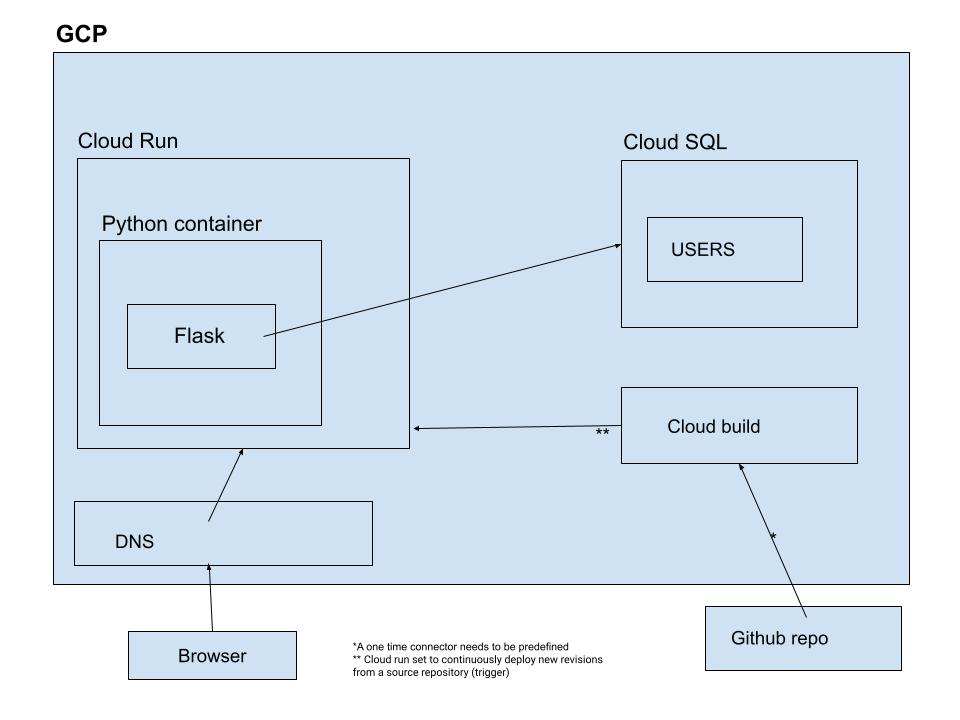 GCP
Cloud Run
Cloud SQL
Python container
USERS
Flask
Cloud build
**
DNS
*
Github repo
Browser
*A one time connector needs to be predefined
** Cloud run set to continuously deploy new revisions
from a source repository (trigger)